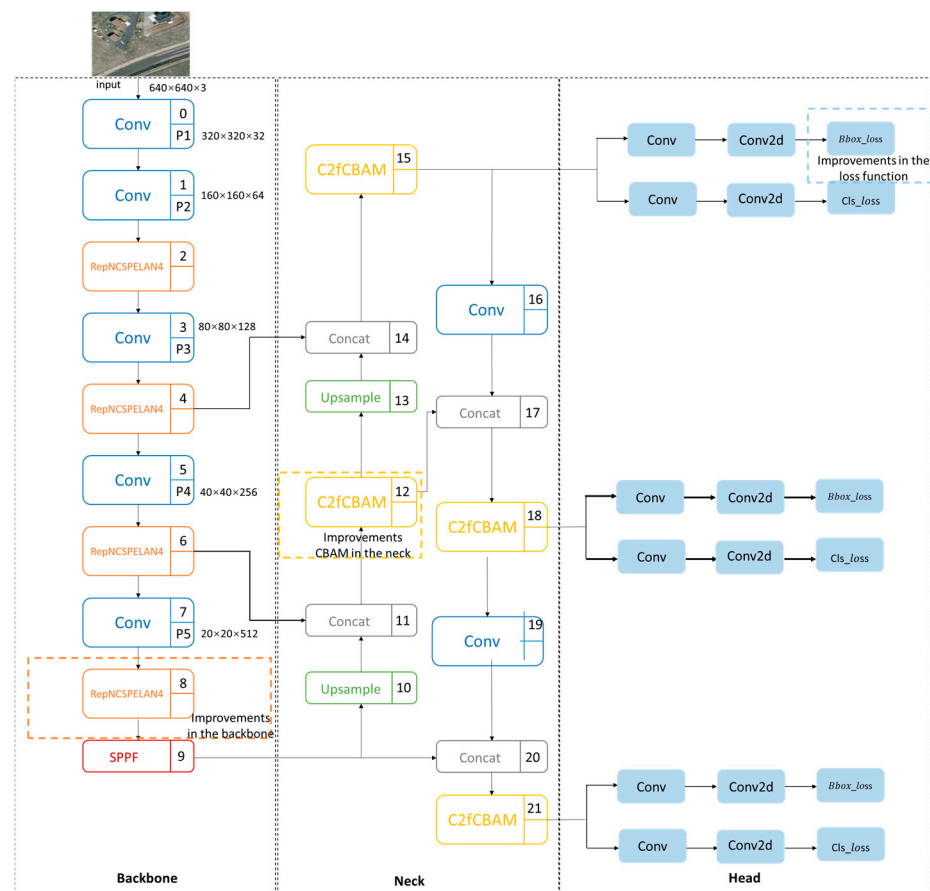 input
640×640×3
Conv
0
P1
320×320×32
Conv
1
P2
160×160×64
RepNCSPELAN4
2
Conv
3
P3
80×80×128
RepNCSPELAN4
4
Conv
5
P4
40×40×256
RepNCSPELAN4
6
Conv
7
P5
20×20×512
RepNCSPELAN4
8
Improvements
in the backbone
SPPF
9
Backbone
C2fCBAM
15
Concat
14
Upsample
13
C2fCBAM
12
Improvements
CBAM in the neck
Concat
11
Upsample
10
Conv
16
Concat
17
C2fCBAM
18
Conv
19
Concat
20
C2fCBAM
21
Neck
Conv
Conv2d
Bbox_loss
Improvements in the
loss function
Conv
Conv2d
Cls_loss
Conv
Conv2d
Bbox_loss
Conv
Conv2d
Cls_loss
Conv
Conv2d
Bbox_loss
Conv
Conv2d
Cls_loss
Head